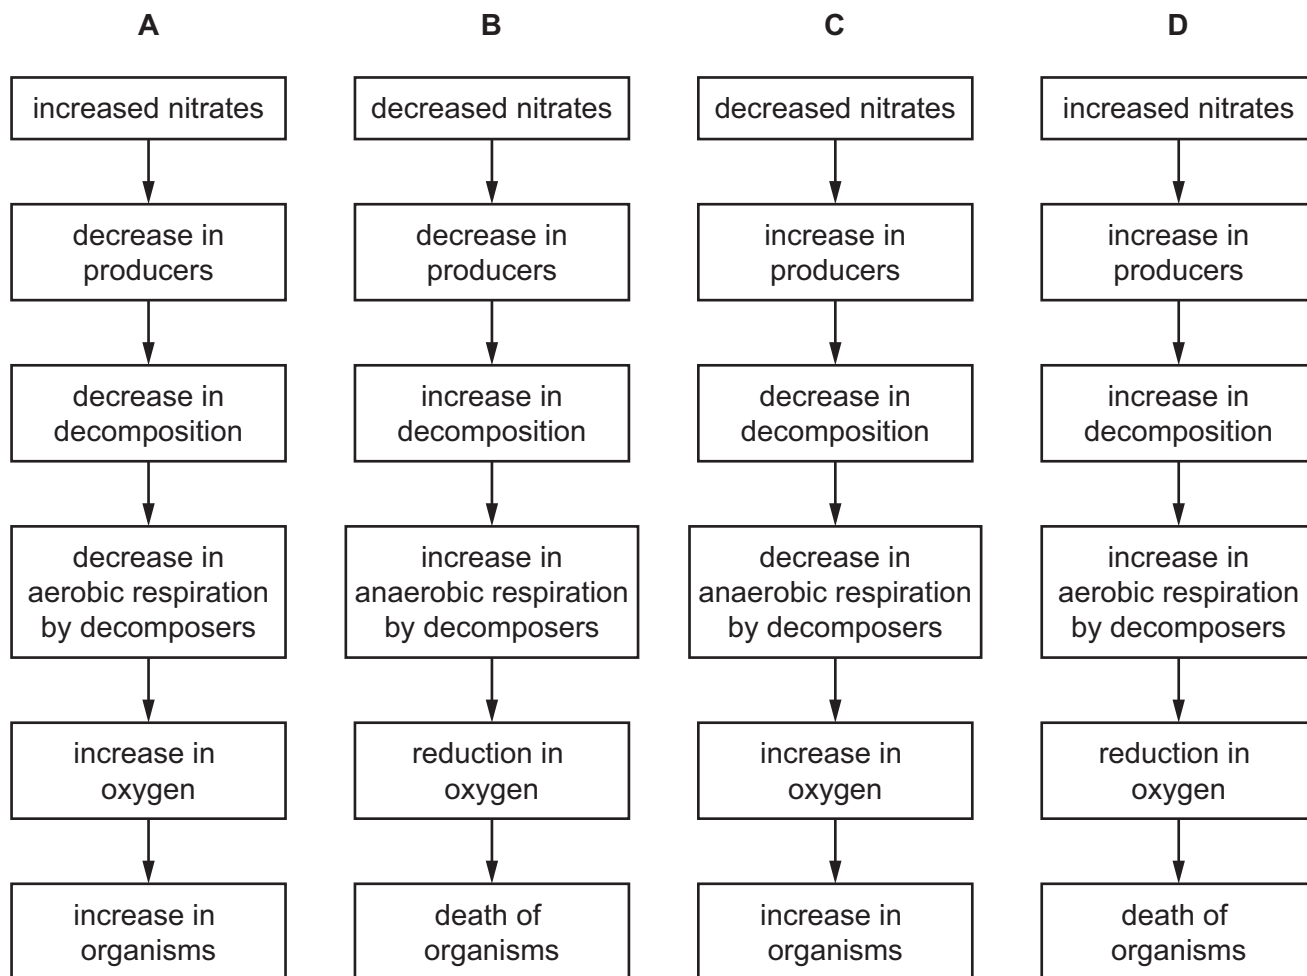 A
increased nitrates
decrease in
producers
decrease in
decomposition
decrease in
aerobic respiration
by decomposers
increase in
oxygen
increase in
organisms
B
decreased nitrates
decrease in
producers
increase in
decomposition
increase in
anaerobic respiration
by decomposers
reduction in
oxygen
death of
organisms
C
decreased nitrates
increase in
producers
decrease in
decomposition
decrease in
anaerobic respiration
by decomposers
increase in
oxygen
increase in
organisms
D
increased nitrates
increase in
producers
increase in
decomposition
increase in
aerobic respiration
by decomposers
reduction in
oxygen
death of
organisms